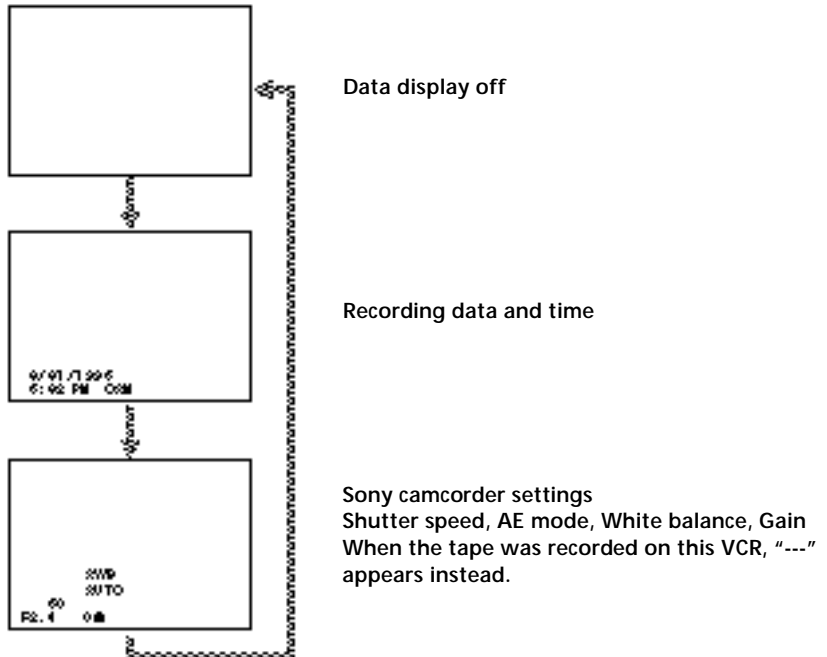 Data display off
Recording data and time
Sony camcorder settings
Shutter speed, AE mode, White balance, Gain
When the tape was recorded on this VCR, “---”
appears instead.
60